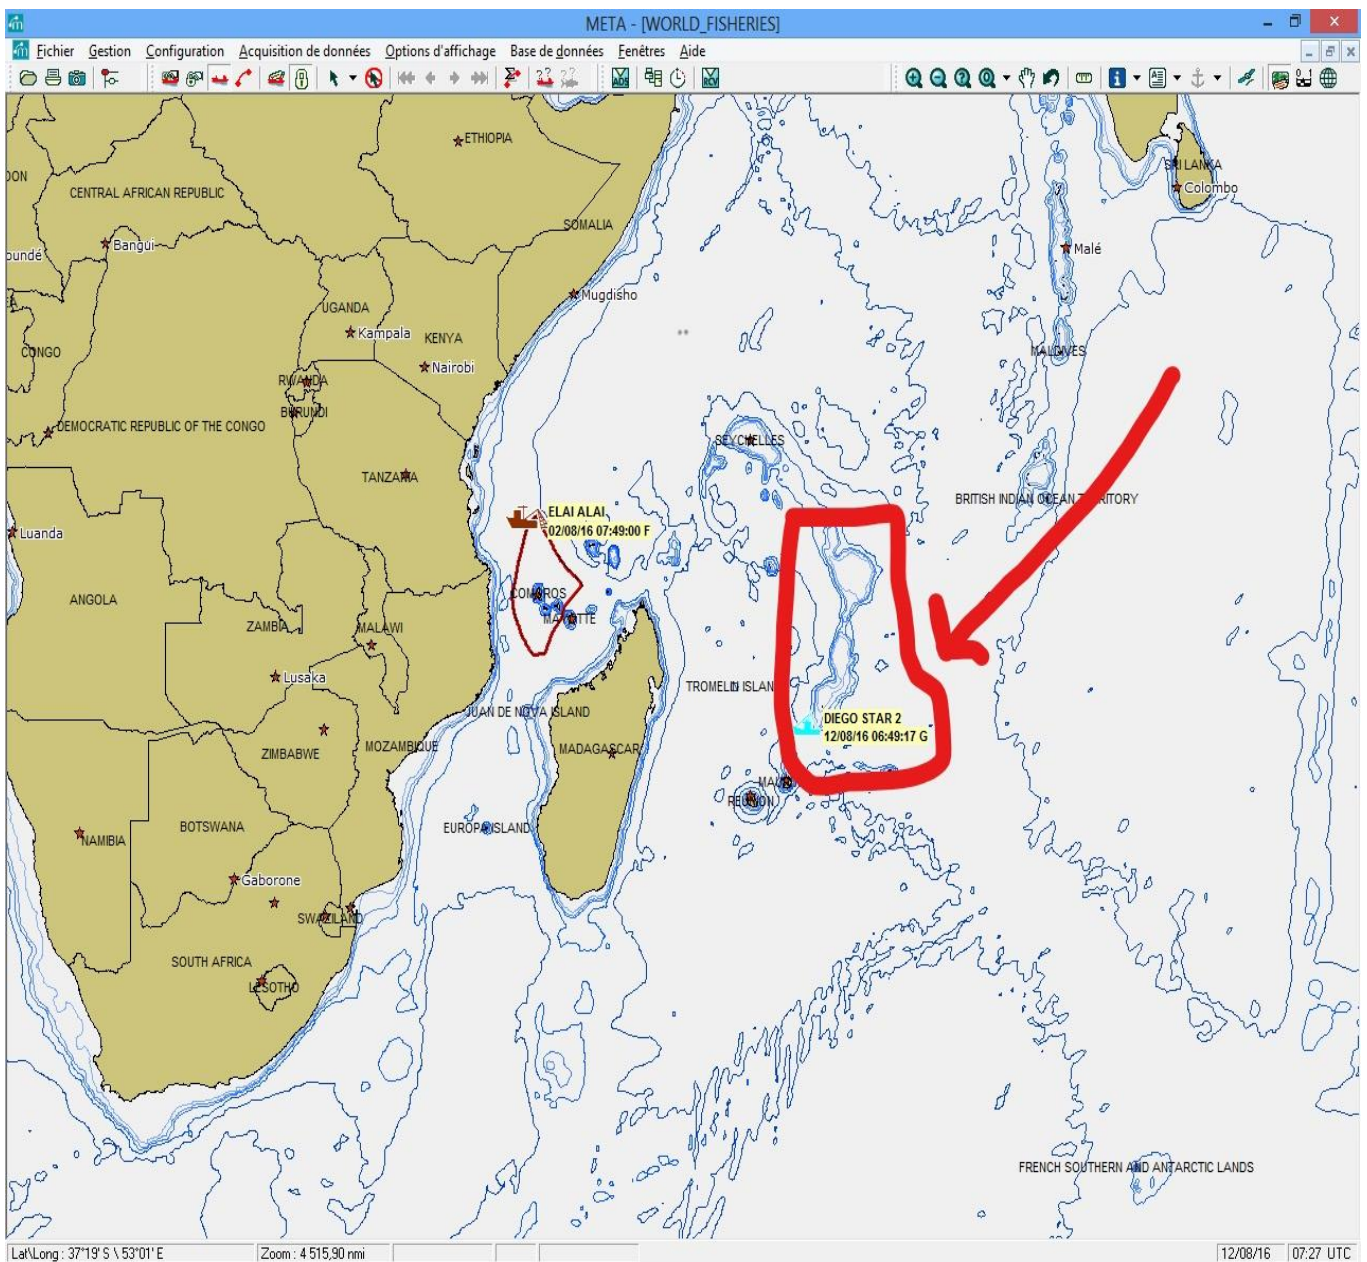 META - [WORLD_FISHERIES]
Fichier Gestion Configuration Acquisition de données Options d'affichage Base de données Fenêtres Aide
ADS
RCV
ETHIOPIA
SRI LANKA
Colombo
CENTRAL AFRICAN REPUBLIC
SOMALIA
Bangui
Malé
oundé
Mugdisho
UGANDA
Kampala
KENYA
CONGO
MALDIVES
Nairobi
RWANDA
BURUNDI
DEMOCRATIC REPUBLIC OF THE CONGO
SEYCHELLES
TANZANIA
BRITISH INDIAN OCEAN TERRITORY
ELAI ALAI
02/08/16 07:49:00 F
Luanda
COMOROS
ANGOLA
MAYOTTE
ZAMBIA
MALAWI
Lusaka
TROMELIN ISLAN
JUAN DE NOVA ISLAND
DIEGO STAR 2
12/08/16 06:49:17 G
MOZAMBIQUE
MADAGASCAR
ZIMBABWE
REUNION
BOTSWANA
EUROPA ISLAND
NAMIBIA
Gaborone
SWAZILAND
SOUTH AFRICA
LESOTHO
FRENCH SOUTHERN AND ANTARCTIC LANDS
Lat\Long : 37°19' S \ 53°01' E
Zoom : 4 515,90 nmi
12/08/16 07:27 UTC